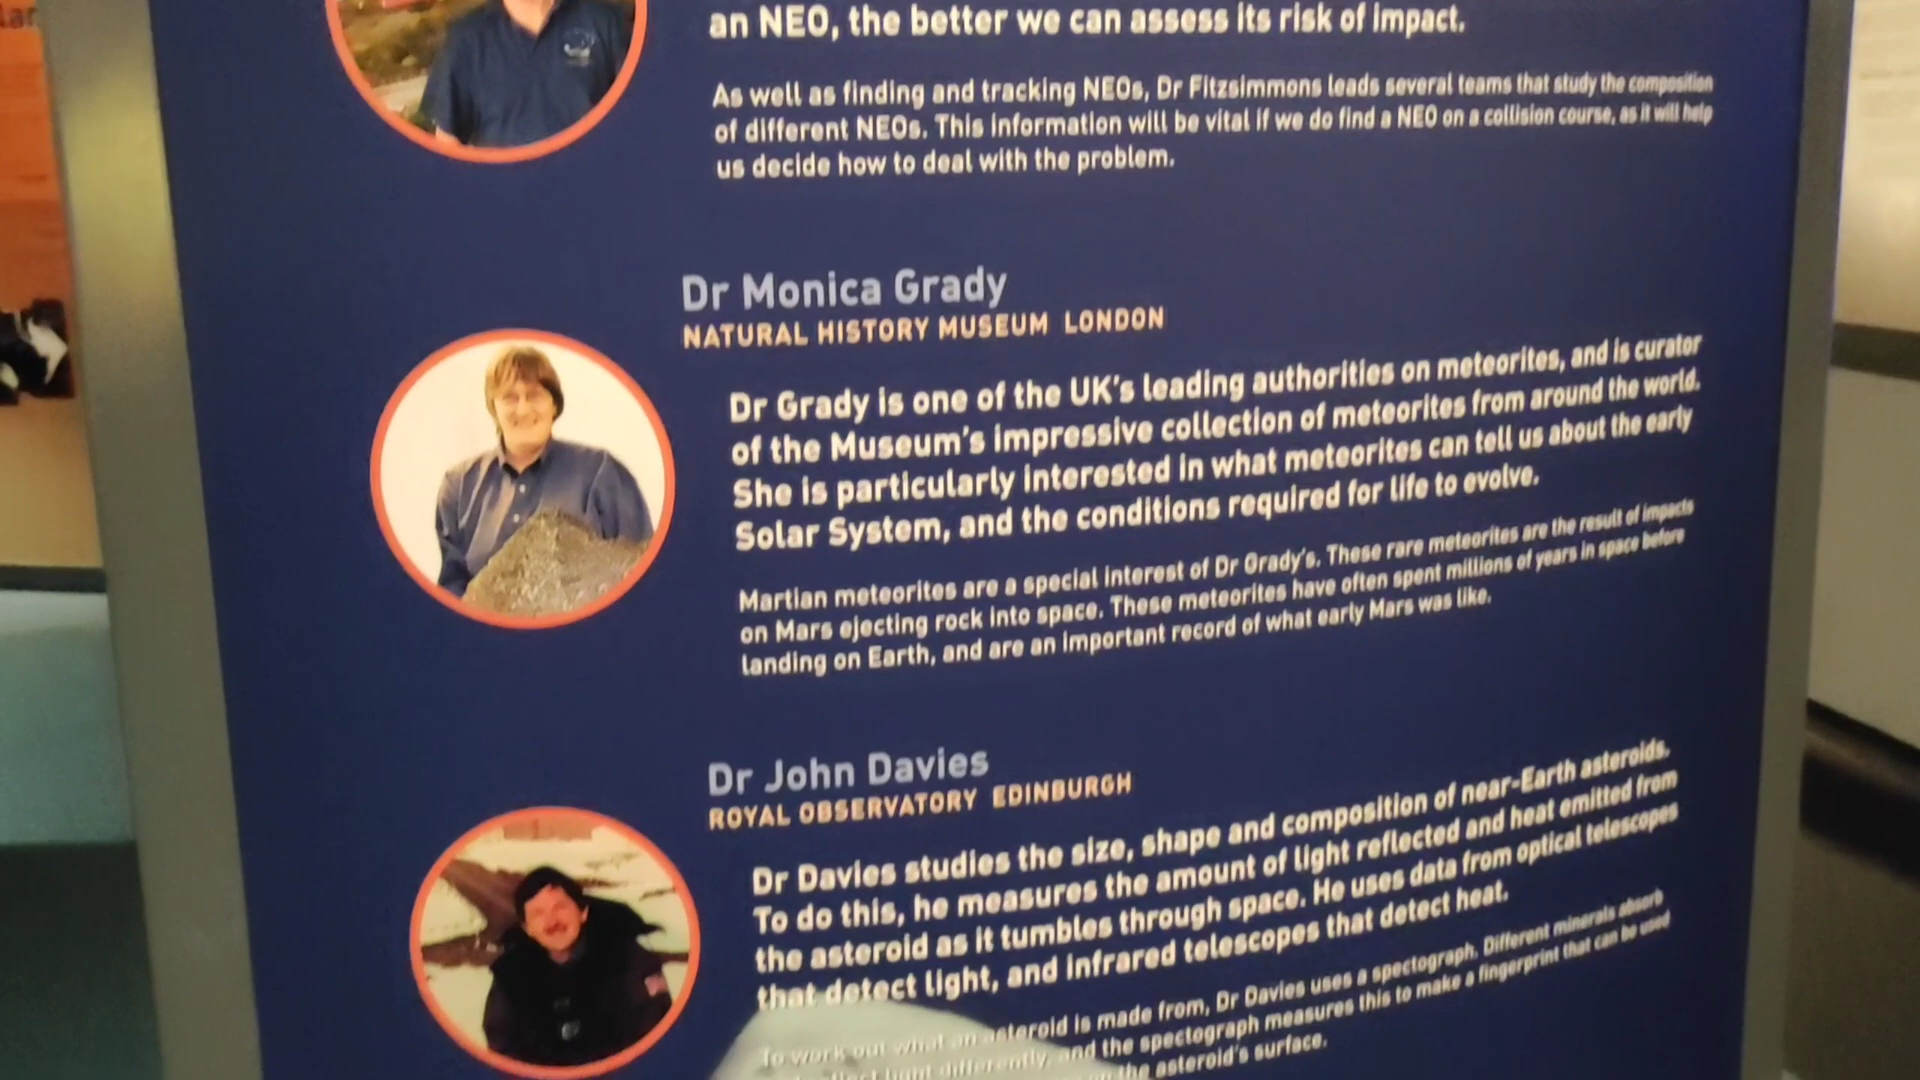 an NEO, the better we can assess its risk of impact.
As well as finding and tracking NEOs, Dr Fitzsimmons leads several teams that study the composition
of different NEOs. This information will be vital if we do find a NEO on a collision course, as it will help
us decide how to deal with the problem.
Dr Monica Grady
NATURAL HISTORY MUSEUM LONDON
Dr Grady is one of the UK's leading authorities on meteorites, and is curator
of the Museum's impressive collection of meteorites from around the world.
She is particularly interested in what meteorites can tell us about the early
Solar System, and the conditions required for life to evolve.
Martian meteorites are a special interest of Dr Grady's. These rare meteorites are the result of impacts
on Mars ejecting rock into space. These meteorites have often spent millions of years in space before
landing on Earth, and are an important record of what early Mars was like.
Dr John Davies
ROYAL OBSERVATORY EDINBURGH
Dr Davies studies the size, shape and composition of near-Earth asteroids.
To do this, he measures the amount of light reflected and heat emitted from
the asteroid as it tumbles through space. He uses data from optical telescopes
that detect light, and infrared telescopes that detect heat.
To work out what an asteroid is made from, Dr Davies uses a spectograph. Different minerals absorb
light differently, and the spectograph measures this to make a fingerprint that can be used
the asteroid's surface.